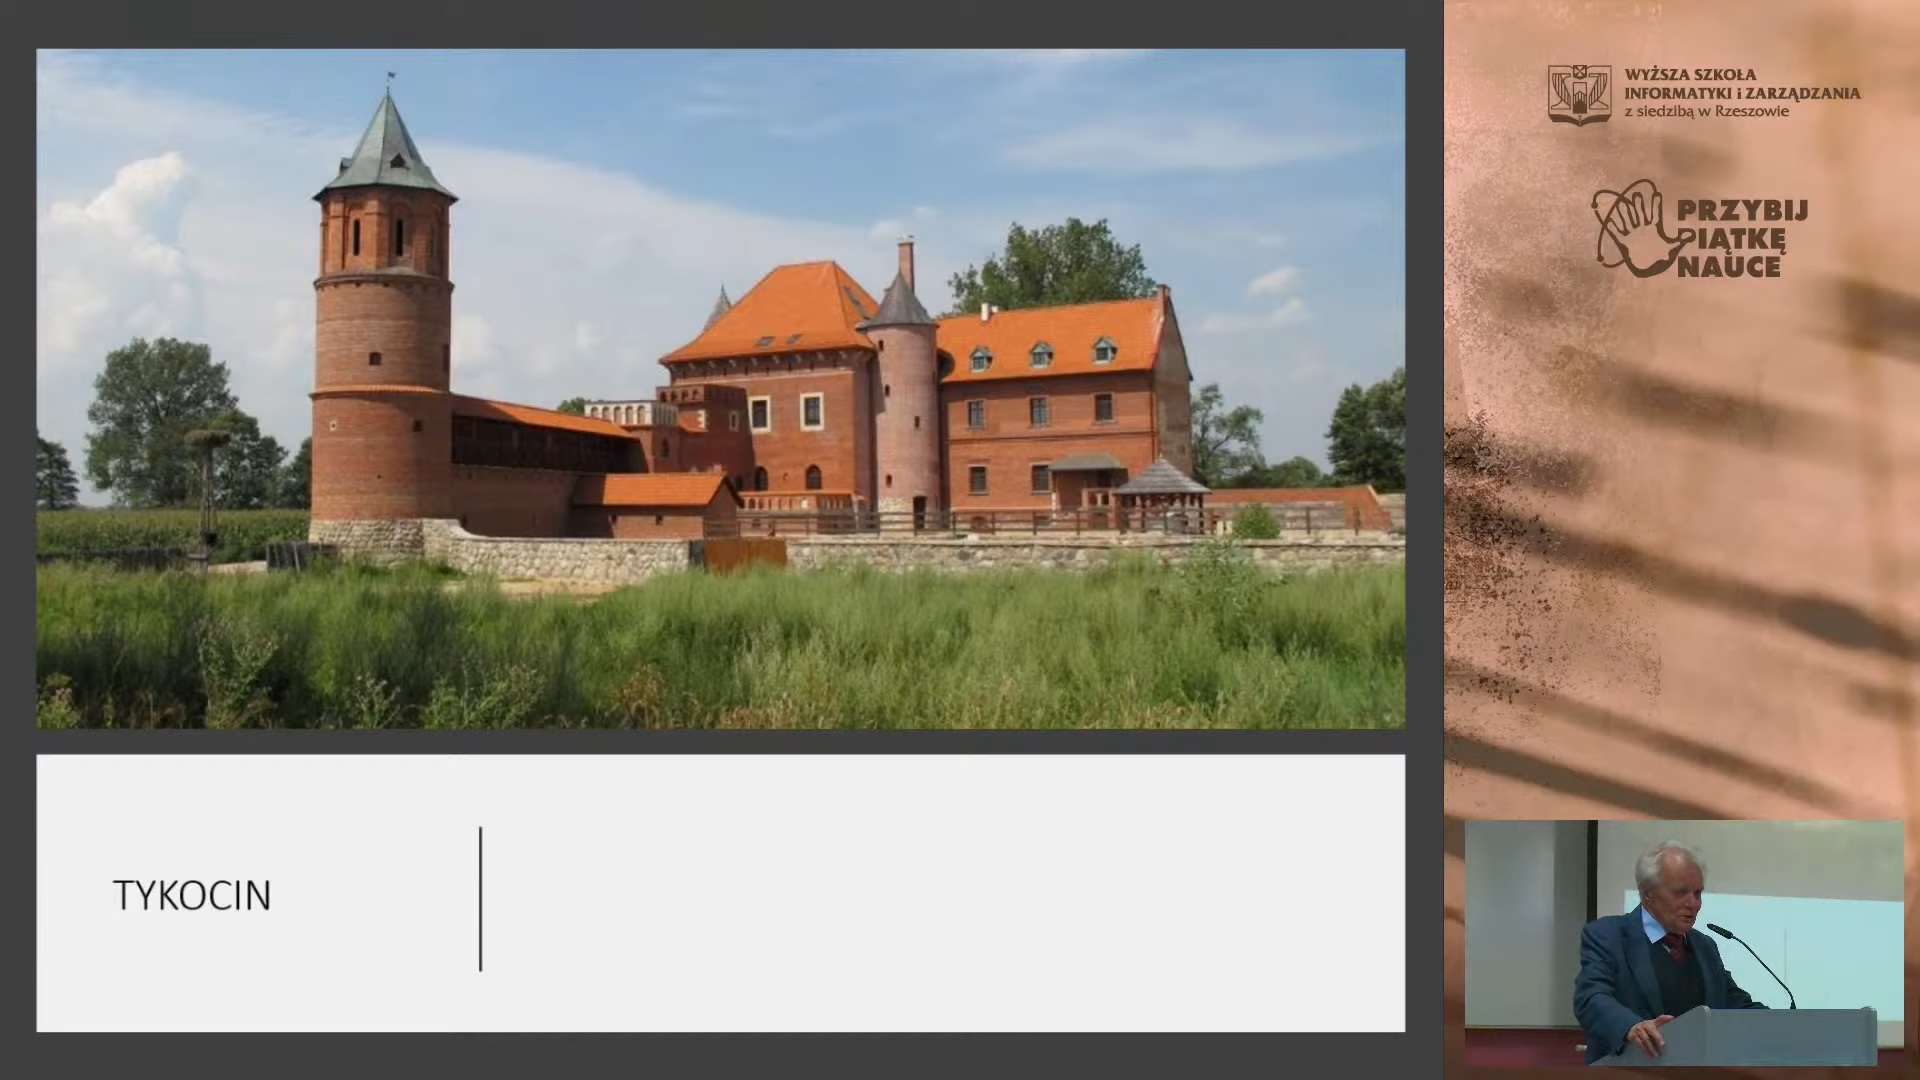 WYŻSZA SZKOŁA
INFORMATYKI i ZARZĄDZANIA
z siedzibą w Rzeszowie
PRZYBIJ
PIĄTKĘ
NAUCE
TYKOCIN